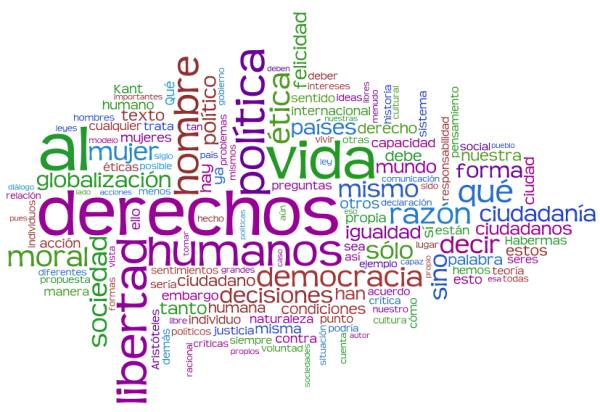 felicidad
Kant
Qué
gobierno
deben
deber
importantes
intereses
humano
hombre
político
política
ética
sentido
ideas
libres
menudo
historia
cultural
sistema
pensamiento
hombres
texto
tan
problemas
nuestras
internacional
leyes
cualquier
trata
países
derecho
modelo
mujeres
hay
ya
mismos
vivir
otras
capacidad
responsabilidad
social
pueblo
al
mujer
siglo
país
vida
ley
debe
nuestra
éticas
posible
mundo
forma
ciudad
diálogo
lado
acciones
menos
preguntas
comunicación
sido
globalización
mismo
qué
relación
otros
declaración
derechos
razón
ciudadanía
pues
individuos
ello
hecho
aún
eso
propia
políticas
igualdad
sí
están
ciudadanos
acción
tomar
humanos
caso
sea
así
sólo
lugar
decir
Habermas
estos
moral
sociedad
vista
libertad
sentimientos
grandes
ejemplo
capaz
propio
sino
palabra
seres
diferentes
sería
ciudadano
democracia
hemos
teoría
propuesta
formas
embargo
decisiones
han
acuerdo
esto
esa
todas
manera
tanto
humana
condiciones
crítica
nuestro
cómo
Aristóteles
libre
individuo
naturaleza
punto
cultura
demás
políticos
justicia
misma
podría
racional
críticas
siempre
contra
situación
cuenta
autor
propios
voluntad
sociedades